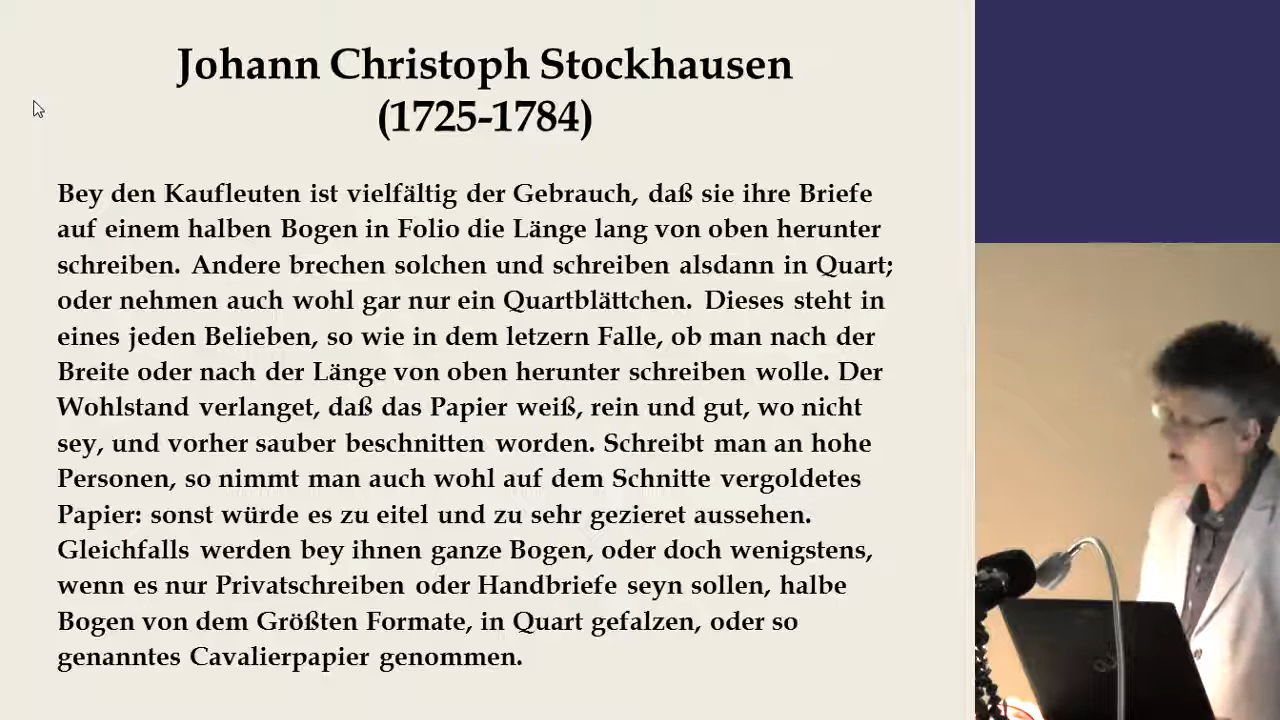 Johann Christoph Stockhausen
(1725-1784)
Bey den Kaufleuten ist vielfältig der Gebrauch, daß sie ihre Briefe
auf einem halben Bogen in Folio die Länge lang von oben herunter
schreiben. Andere brechen solchen und schreiben alsdann in Quart;
oder nehmen auch wohl gar nur ein Quartblättchen. Dieses steht in
eines jeden Belieben, so wie in dem letzern Falle, ob man nach der
Breite oder nach der Länge von oben herunter schreiben wolle. Der
Wohlstand verlanget, daß das Papier weiß, rein und gut, wo nicht
sey, und vorher sauber beschnitten worden. Schreibt man an hohe
Personen, so nimmt man auch wohl auf dem Schnitte vergoldetes
Papier: sonst würde es zu eitel und zu sehr gezieret aussehen.
Gleichfalls werden bey ihnen ganze Bogen, oder doch wenigstens,
wenn es nur Privatschreiben oder Handbriefe seyn sollen, halbe
Bogen von dem Größten Formate, in Quart gefalzen, oder so
genanntes Cavalierpapier genommen.